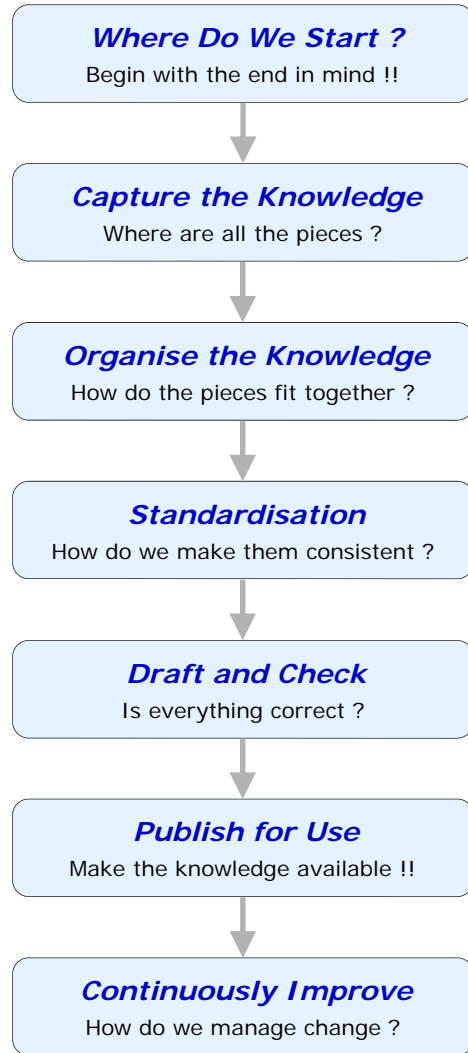 Where Do We Start ?
Begin with the end in mind !!
Capture the Knowledge
Where are all the pieces ?
Organise the Knowledge
How do the pieces fit together ?
Standardisation
How do we make them consistent ?
Draft and Check
Is everything correct ?
Publish for Use
Make the knowledge available !!
Continuously Improve
How do we manage change ?